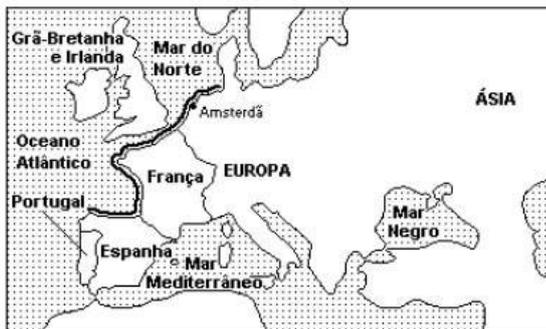 Grã-Bretanha
e Irlanda
Mar do
Norte
Amsterdã
ÁSIA
Oceano
Atlântico
França
EUROPA
Portugal
Espanha
Mar
Negro
Mar
Mediterrâneo